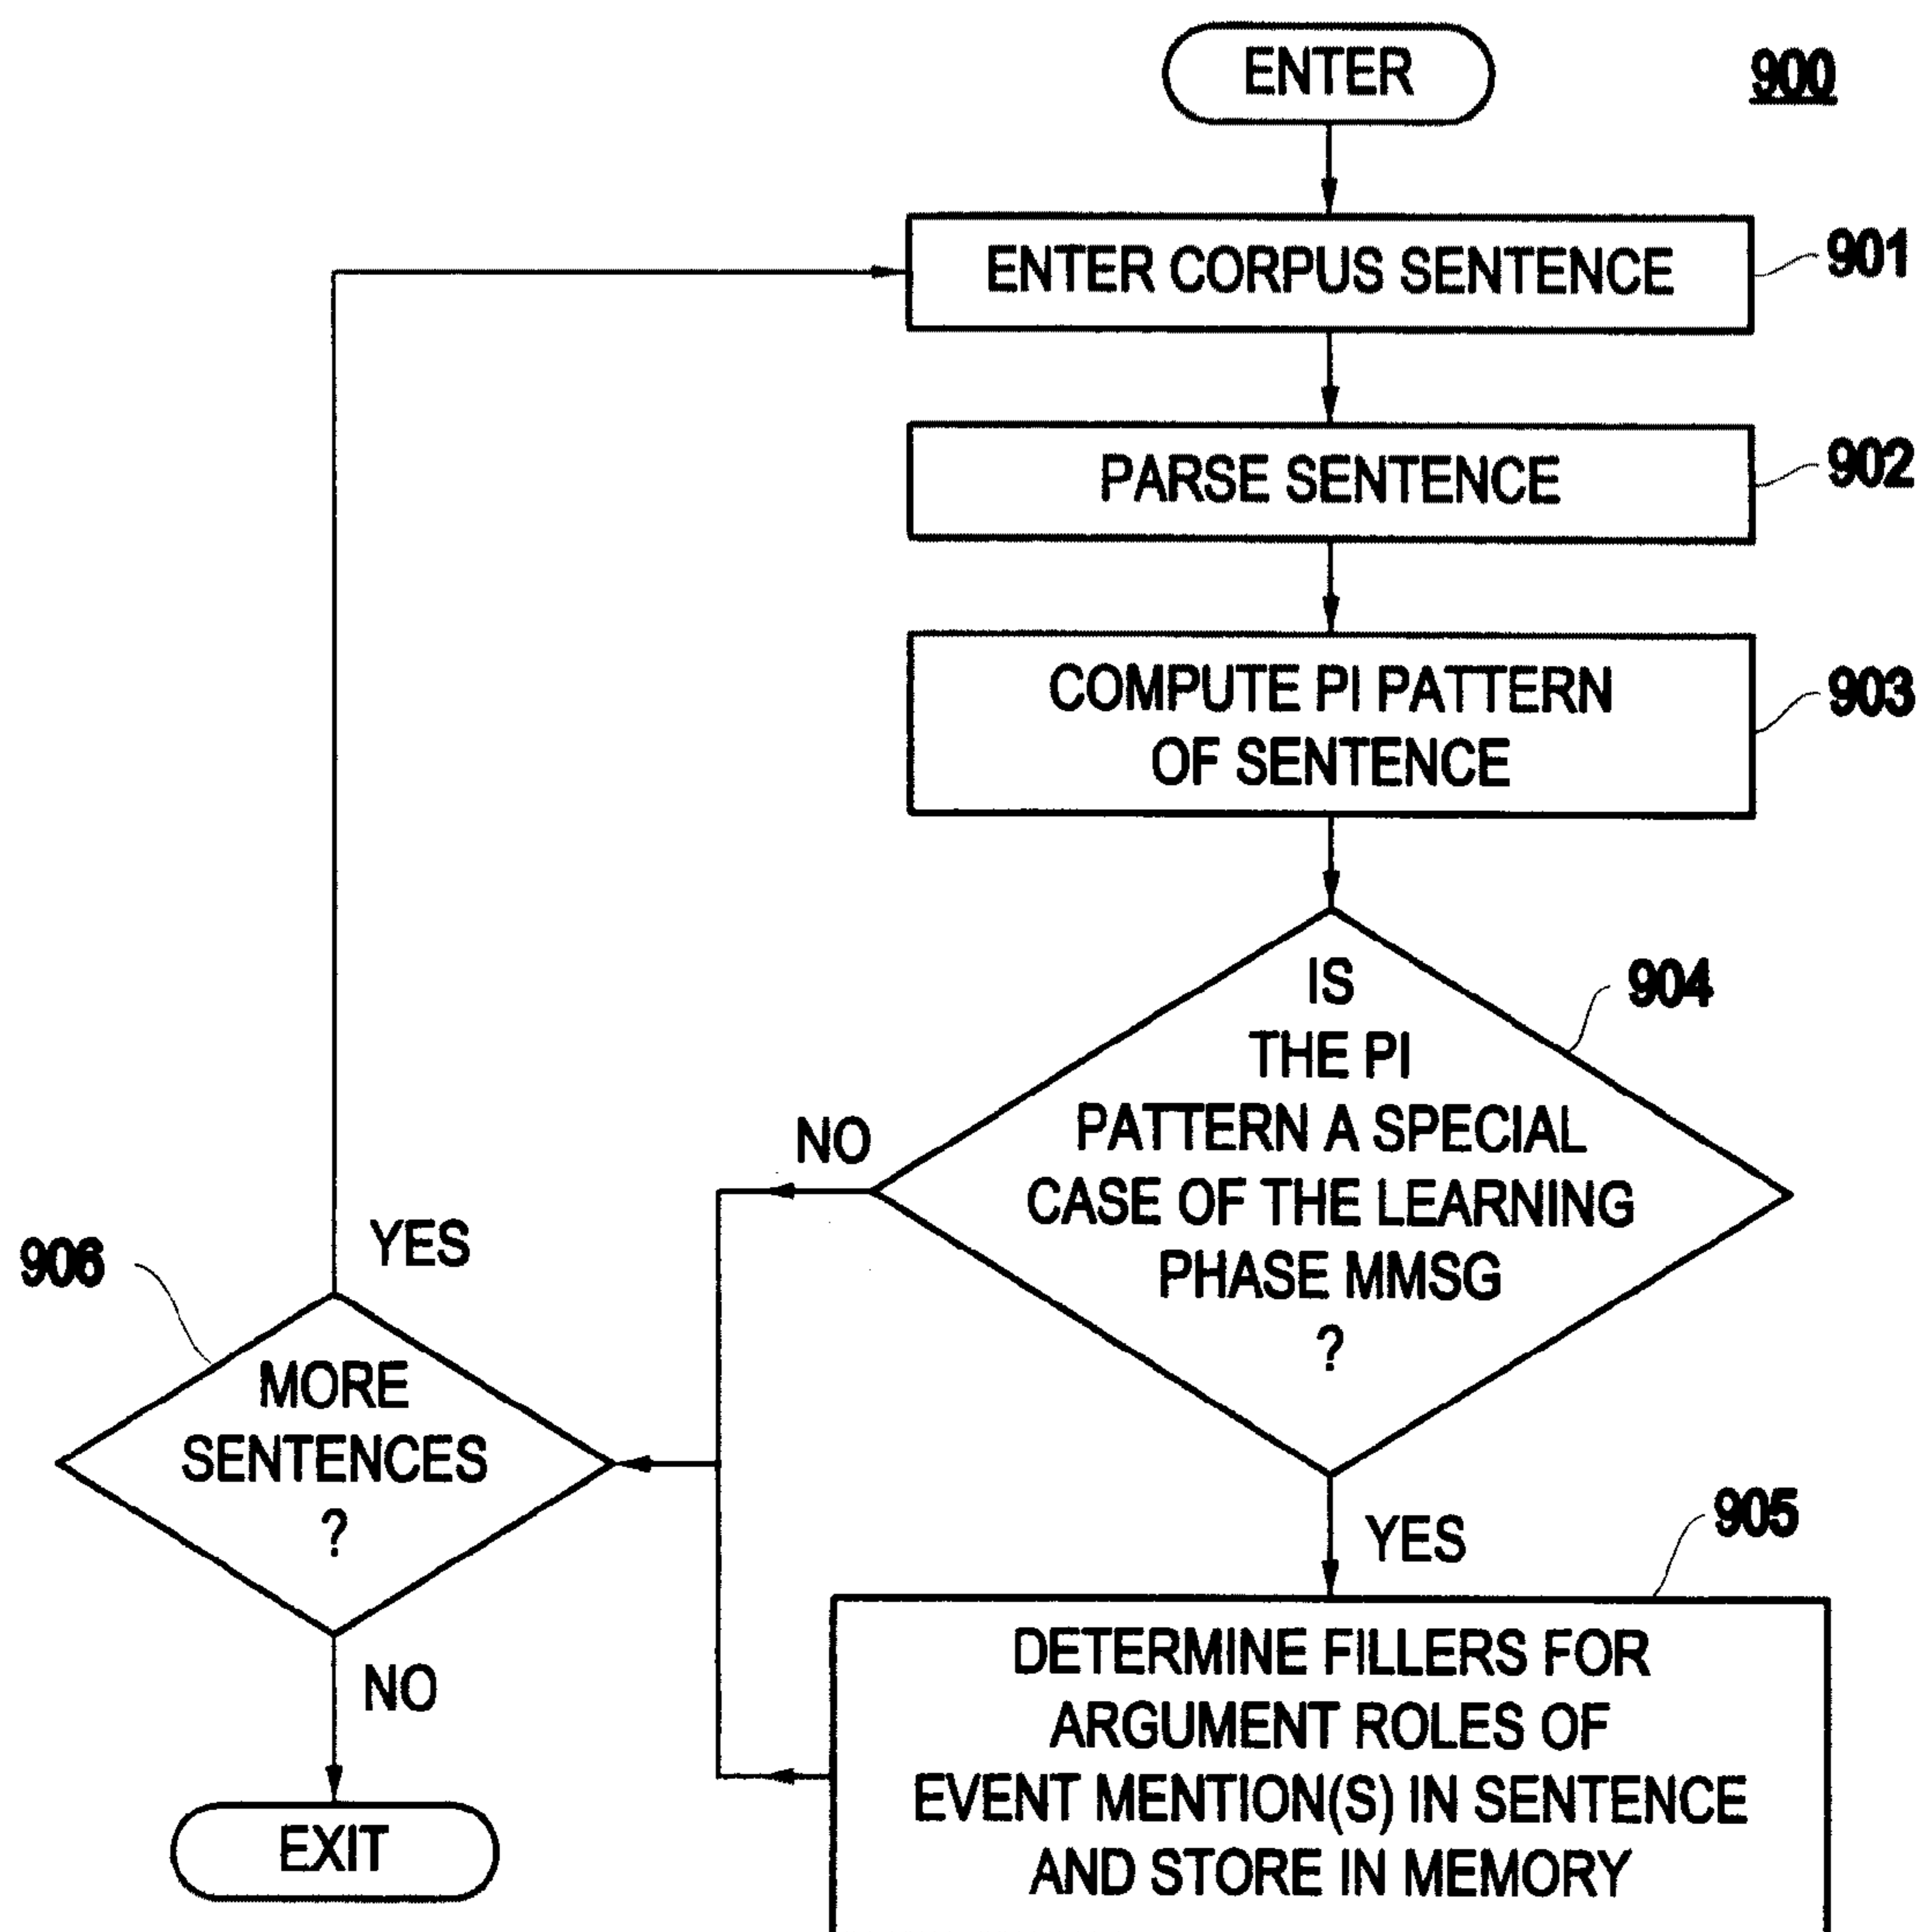 ENTER
900
ENTER CORPUS SENTENCE
901
PARSE SENTENCE
902
COMPUTE PI PATTERN
OF SENTENCE
903
IS
THE PI
PATTERN A SPECIAL
CASE OF THE LEARNING
PHASE MMSG
?
904
NO
YES
905
DETERMINE FILLERS FOR
ARGUMENT ROLES OF
EVENT MENTION(S) IN SENTENCE
AND STORE IN MEMORY
906
YES
MORE
SENTENCES
?
NO
EXIT